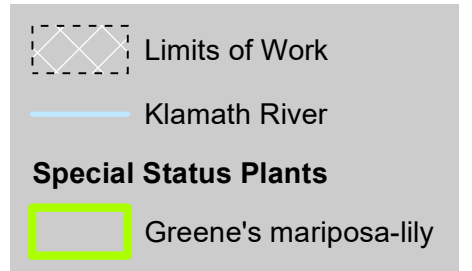 Limits of Work
Klamath River
Special Status Plants
Greene's mariposa-lily